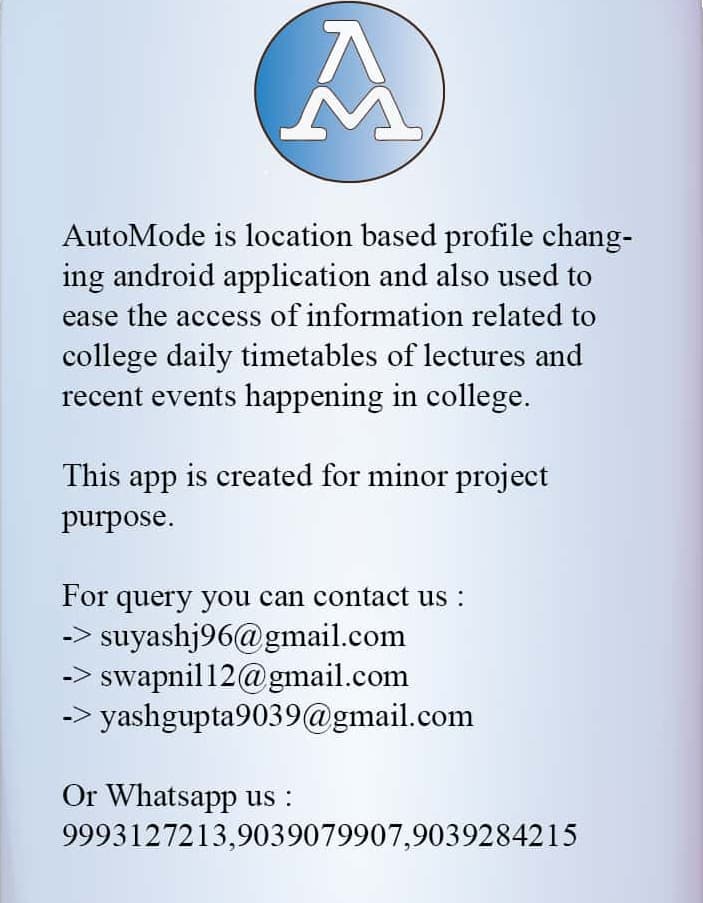 AM
AutoMode is location based profile chang-
ing android application and also used to
ease the access of information related to
college daily timetables of lectures and
recent events happening in college.
This app is created for minor project
purpose.
For query you can contact us :
-> suyashj96@gmail.com
-> swapnil12@gmail.com
-> yashgupta9039@gmail.com
Or Whatsapp us :
9993127213,9039079907,9039284215